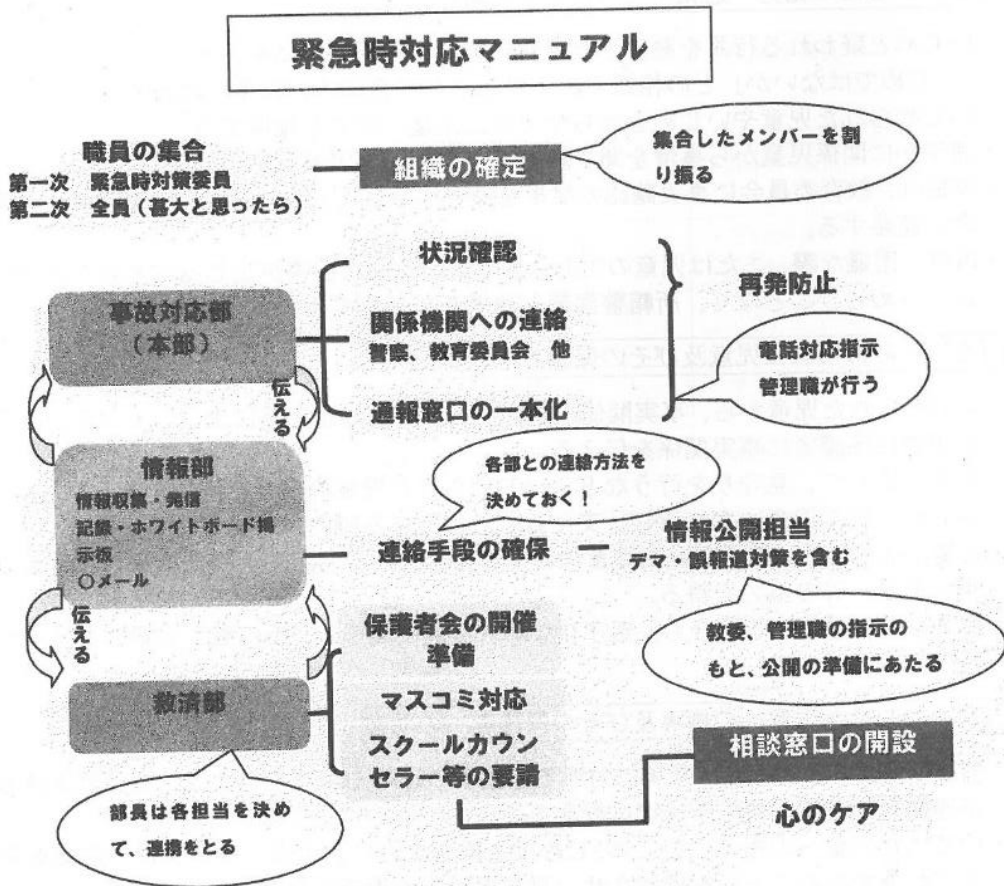 緊急時対応マニュアル
職員の集合
第一次 緊急時対策委員
第二次 全員(甚大と思ったら)
組織の確定
集合したメンバーを割
り振る
事故対応部
(本部)
状況確認
関係機関への連絡
警察、教育委員会 他
通報窓口の一本化
再発防止
電話対応指示
管理職が行う
伝える
情報部
情報収集・発信
記録・ホワイトボード掲
示板
〇メール
各部との連絡方法を
決めておく！
連絡手段の確保
情報公開担当
デマ・誤報道対策を含む
教委、管理職の指示の
もと、公開の準備にあたる
伝える
救済部
保護者会の開催
準備
マスコミ対応
スクールカウン
セラー等の要請
相談窓口の開設
心のケア
部長は各担当を決め
て、連携をとる